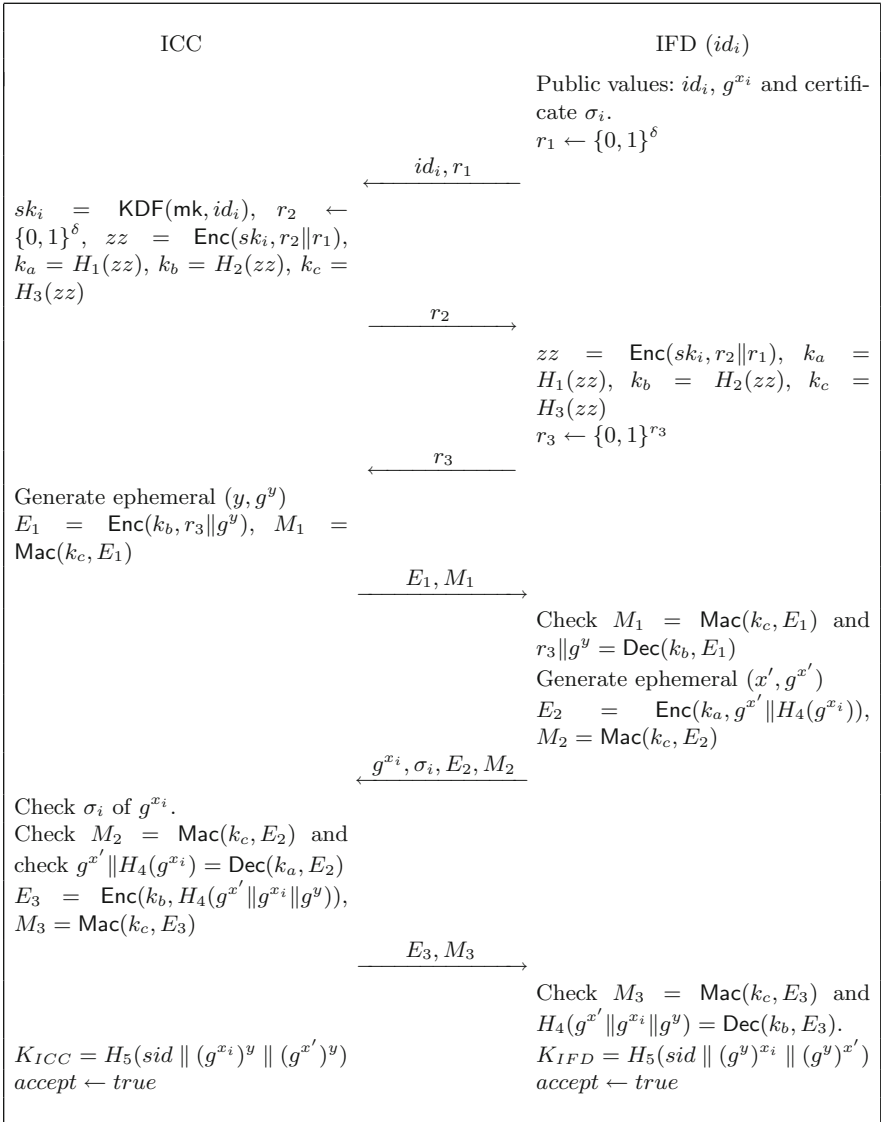 ICC IFD (id_i)
Public values: id_i, g^{x_i} and certifi-
cate σ_i.
r_1 ← {0, 1}^δ
id_i, r_1
sk_i = KDF(mk, id_i), r_2 ←
{0, 1}^δ, zz = Enc(sk_i, r_2‖r_1),
k_a = H_1(zz), k_b = H_2(zz), k_c =
H_3(zz)
r_2
zz = Enc(sk_i, r_2‖r_1), k_a =
H_1(zz), k_b = H_2(zz), k_c =
H_3(zz)
r_3 ← {0, 1}^{r_3}
r_3
Generate ephemeral (y, g^y)
E_1 = Enc(k_b, r_3‖g^y), M_1 =
Mac(k_c, E_1)
E_1, M_1
Check M_1 = Mac(k_c, E_1) and
r_3‖g^y = Dec(k_b, E_1)
Generate ephemeral (x', g^{x'})
E_2 = Enc(k_a, g^{x'}‖H_4(g^{x_i})),
M_2 = Mac(k_c, E_2)
g^{x_i}, σ_i, E_2, M_2
Check σ_i of g^{x_i}.
Check M_2 = Mac(k_c, E_2) and
check g^{x'}‖H_4(g^{x_i}) = Dec(k_a, E_2)
E_3 = Enc(k_b, H_4(g^{x'}‖g^{x_i}‖g^y)),
M_3 = Mac(k_c, E_3)
E_3, M_3
Check M_3 = Mac(k_c, E_3) and
H_4(g^{x'}‖g^{x_i}‖g^y) = Dec(k_b, E_3).
K_{ICC} = H_5(sid ‖ (g^{x_i})^y ‖ (g^{x'})^y) K_{IFD} = H_5(sid ‖ (g^y)^{x_i} ‖ (g^y)^{x'})
accept ← true accept ← true